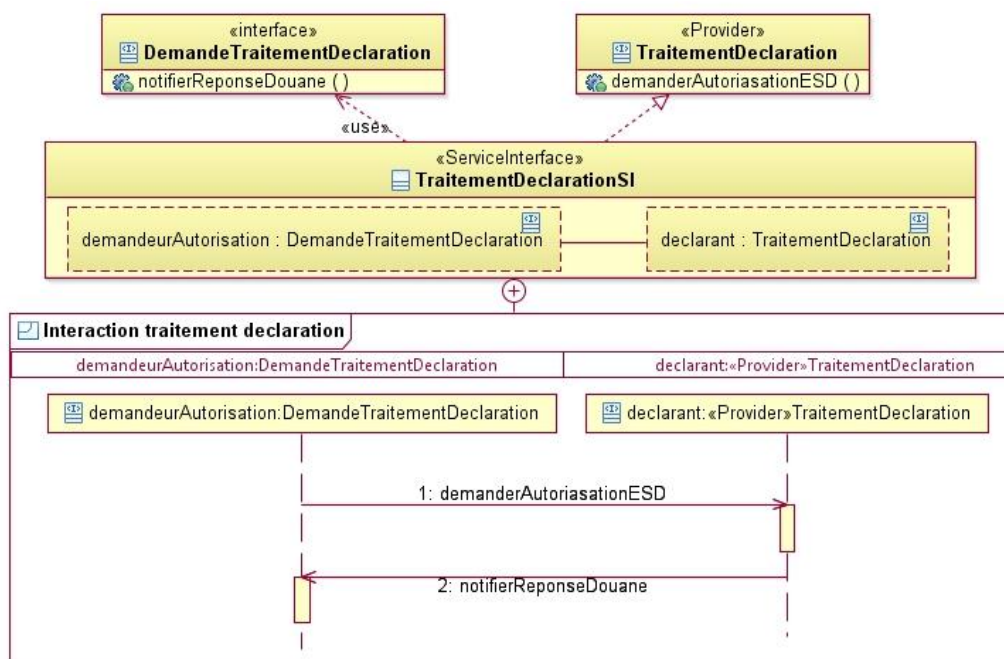 «interface»
DemandeTraitementDeclaration
notifierReponseDouane ( )
«Provider»
TraitementDeclaration
demanderAutoriasationESD ( )
«use»
«ServiceInterface»
TraitementDeclarationSI
demandeurAutorisation : DemandeTraitementDeclaration
declarant : TraitementDeclaration
Interaction traitement declaration
demandeurAutorisation:DemandeTraitementDeclaration
declarant:«Provider»TraitementDeclaration
demandeurAutorisation:DemandeTraitementDeclaration
declarant:«Provider»TraitementDeclaration
1: demanderAutoriasationESD
2: notifierReponseDouane